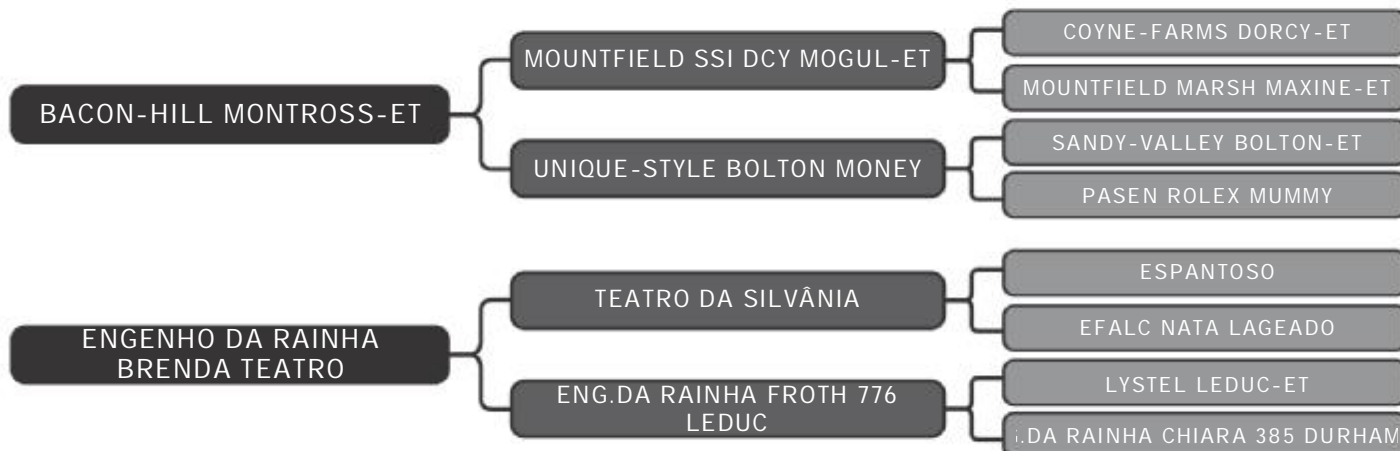 COYNE-FARMS DORCY-ET
MOUNTFIELD SSI DCY MOGUL-ET
MOUNTFIELD MARSH MAXINE-ET
BACON-HILL MONTROSS-ET
SANDY-VALLEY BOLTON-ET
UNIQUE-STYLE BOLTON MONEY
PASEN ROLEX MUMMY
ESPANTOSO
TEATRO DA SILVÂNIA
EFALC NATA LAGEADO
ENGENHO DA RAINHA
BRENDA TEATRO
LYSTEL LEDUC-ET
ENG.DA RAINHA FROTH 776
LEDUC
.DA RAINHA CHIARA 385 DURHAM